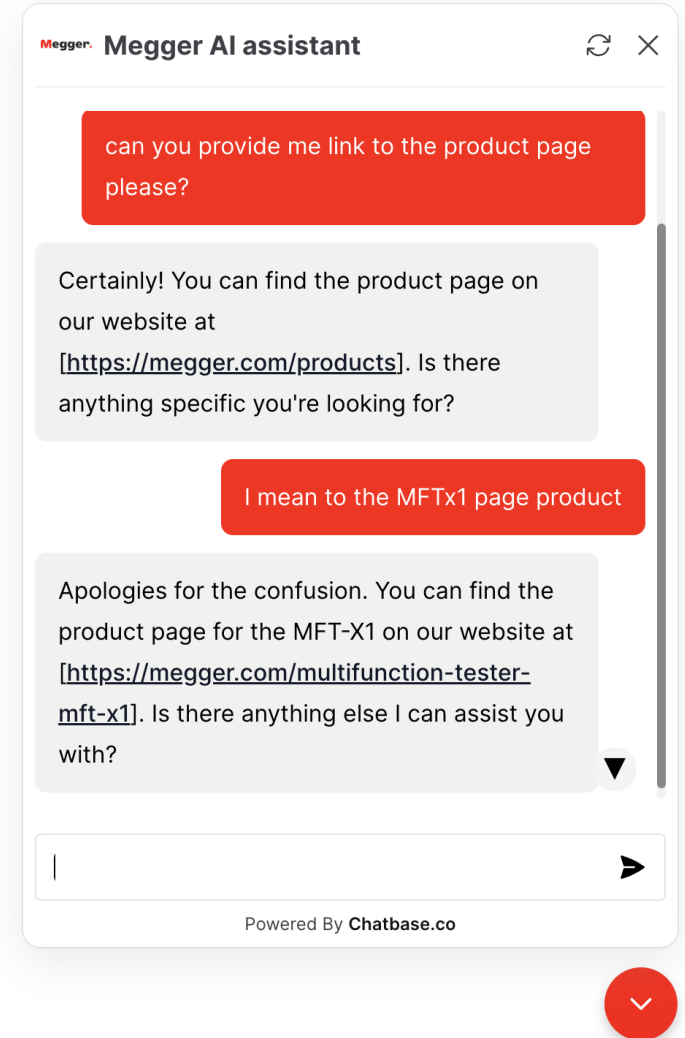 Megger. Megger AI assistant
can you provide me link to the product page
please?
Certainly! You can find the product page on
our website at
[https://megger.com/products]. Is there
anything specific you're looking for?
I mean to the MFTx1 page product
Apologies for the confusion. You can find the
product page for the MFT-X1 on our website at
[https://megger.com/multifunction-tester-
mft-x1]. Is there anything else I can assist you
with?
Powered By Chatbase.co